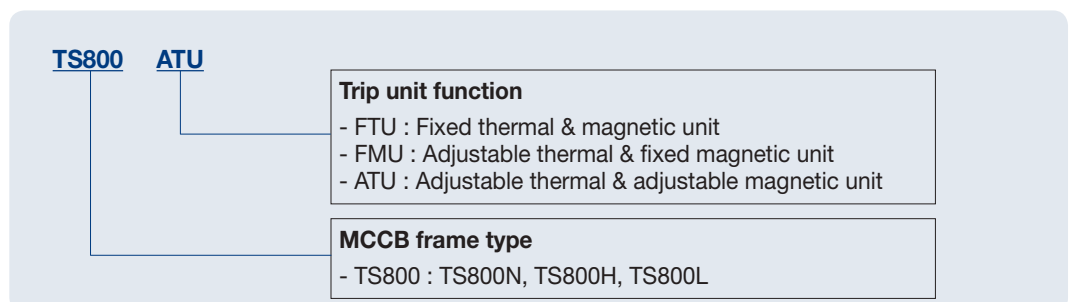 TS800 ATU
Trip unit function
- FTU : Fixed thermal & magnetic unit
- FMU : Adjustable thermal & fixed magnetic unit
- ATU : Adjustable thermal & adjustable magnetic unit
MCCB frame type
- TS800 : TS800N, TS800H, TS800L